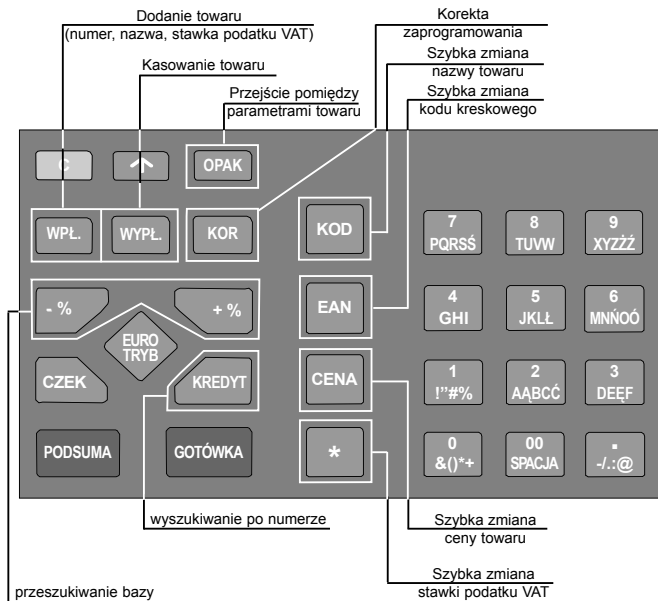 Dodanie towaru
(numer, nazwa, stawka podatku VAT)
Kasowanie towaru
Przejście pomiędzy
parametrami towaru
Korekta
zaprogramowania
Szybka zmiana
nazwy towaru
Szybka zmiana
kodu kreskowego
C
OPAK
WPŁ.
WYPŁ.
KOR
KOD
7
PQRSŚ
8
TUVW
9
XYZŻŹ
- %
+ %
EURO
TRYB
EAN
4
GHI
5
JKLŁ
6
MNŃOÓ
CZEK
KREDYT
CENA
1
!"#%
2
AĄBCĆ
3
DEĘF
PODSUMA
GOTÓWKA
*
0
&()*+
00
SPACJA
.
-/.:@
wyszukiwanie po numerze
Szybka zmiana
ceny towaru
Szybka zmiana
stawki podatku VAT
przeszukiwanie bazy